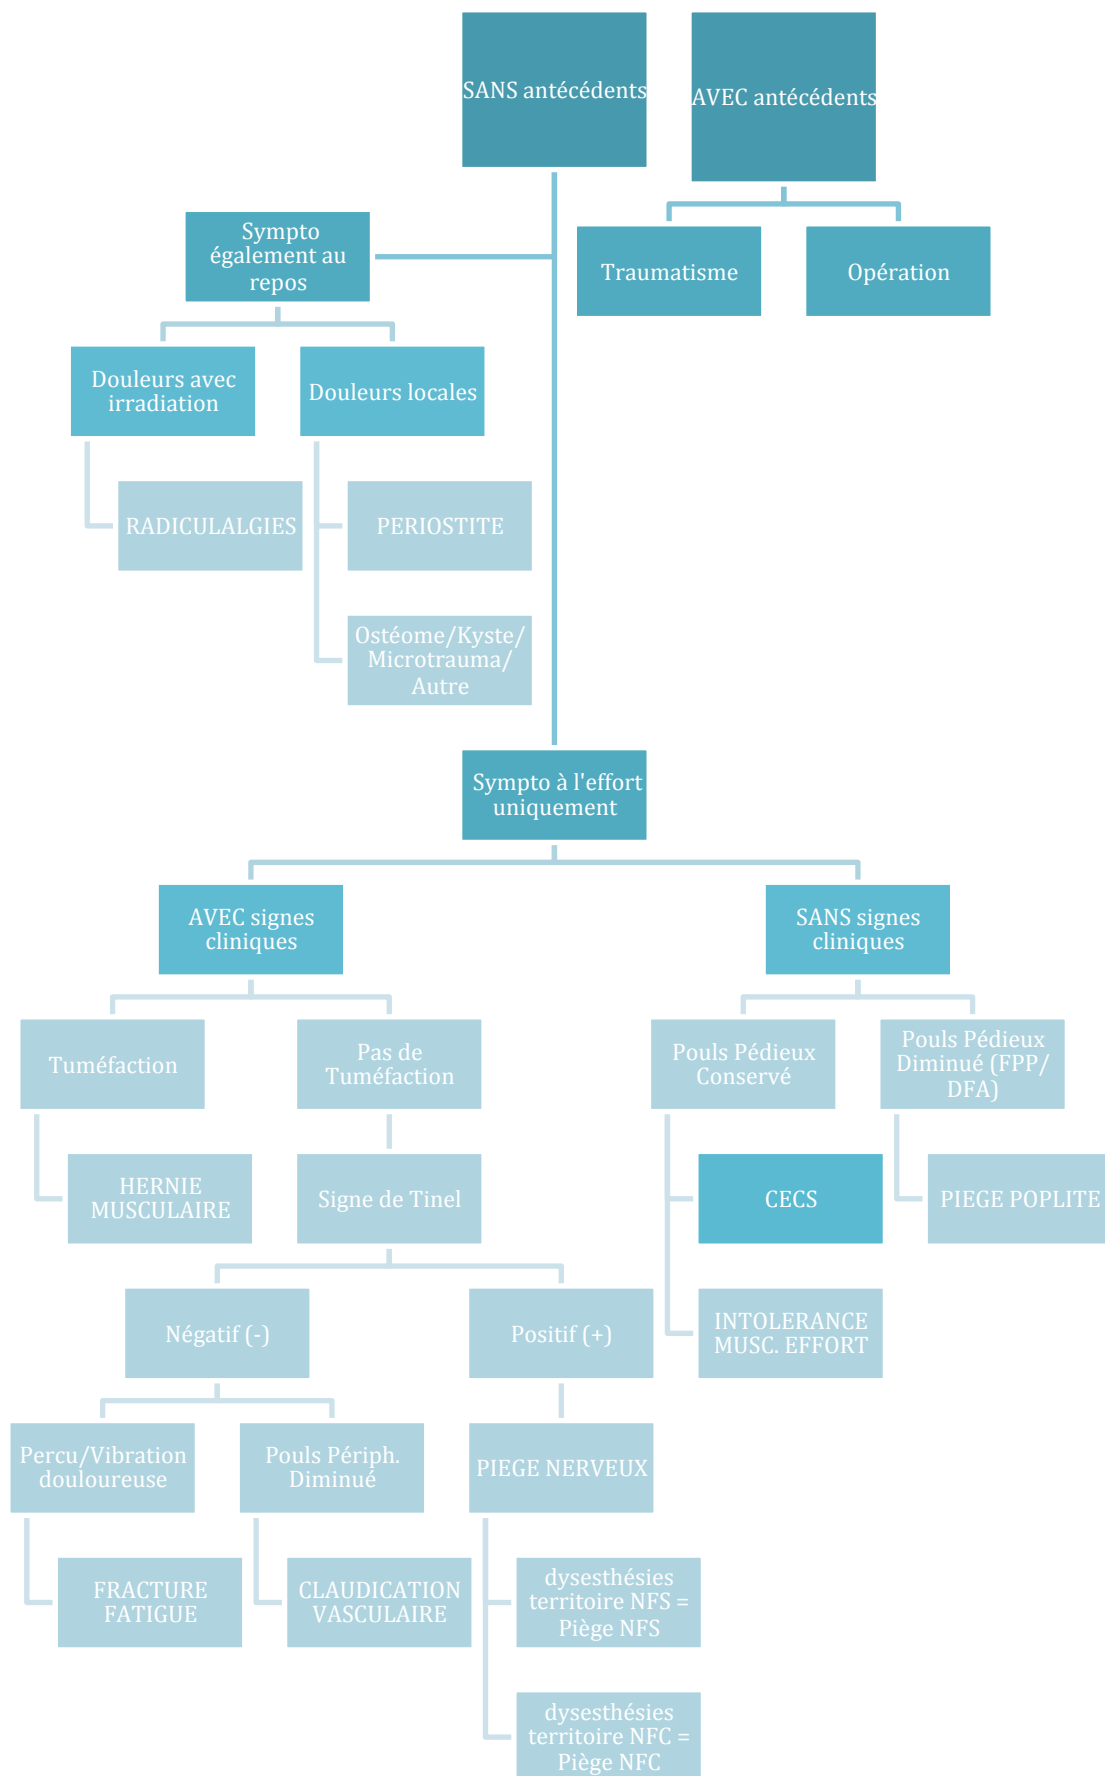 SANS antécédents
AVEC antécédents
Sympto
également au
repos
Traumatisme
Opération
Douleurs avec
irradiation
Douleurs locales
RADICULALGIES
PERIOSTITE
Ostéome/Kyste/
Microtrauma/
Autre
Sympto à l'effort
uniquement
AVEC signes
cliniques
SANS signes
cliniques
Tuméfaction
Pas de
Tuméfaction
Pouls Pédieux
Conservé
Pouls Pédieux
Diminué (FPP/
DFA)
HERNIE
MUSCULAIRE
Signe de Tinel
CECS
PIEGE POPLITE
Négatif (-)
Positif (+)
INTOLERANCE
MUSC. EFFORT
Percu/Vibration
douloureuse
Pouls Périph.
Diminué
PIEGE NERVEUX
FRACTURE
FATIGUE
CLAUDICATION
VASCULAIRE
dysesthésies
territoire NFS =
Piège NFS
dysesthésies
territoire NFC =
Piège NFC